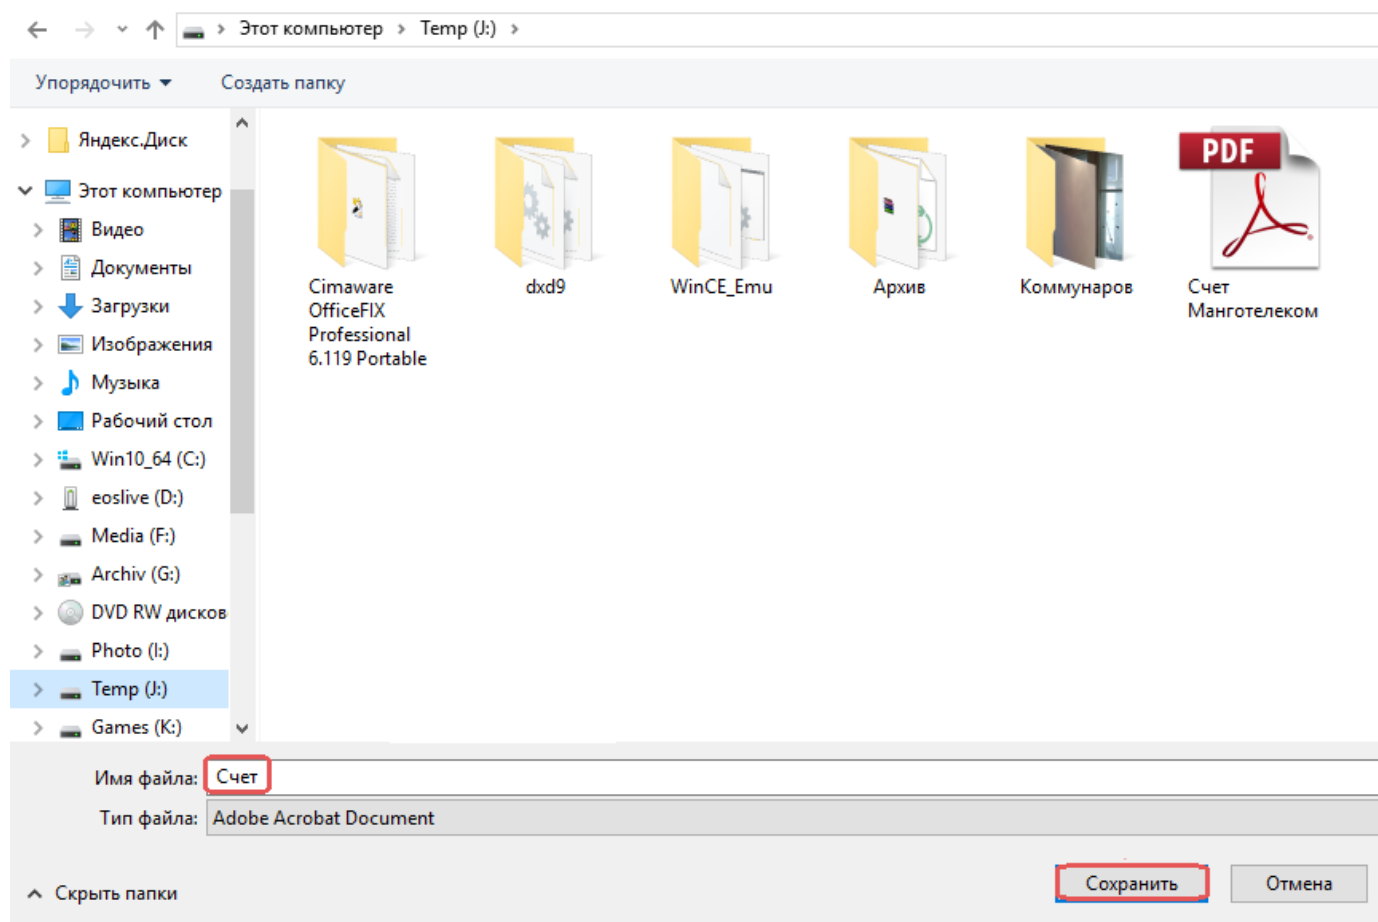 Этот компьютер > Temp (J:) >
Упорядочить Создать папку
Яндекс.Диск
Этот компьютер
Видео
Документы
Загрузки
Изображения
Музыка
Рабочий стол
Win10_64 (C:)
eoslive (D:)
Media (F:)
Archiv (G:)
DVD RW дисков
Photo (I:)
Temp (J:)
Games (K:)
Cimaware
OfficeFIX
Professional
6.119 Portable
dxd9
WinCE_Emu
Архив
Коммунаров
PDF
Счет
Манготелеком
Имя файла: Счет
Тип файла: Adobe Acrobat Document
Скрыть папки
Сохранить
Отмена